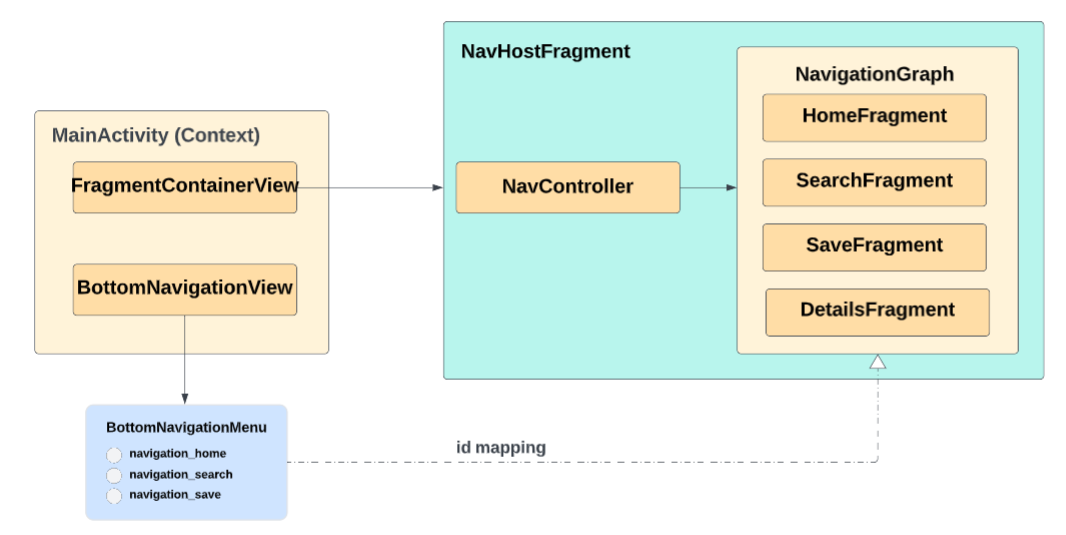 MainActivity (Context)
FragmentContainerView
BottomNavigationView
BottomNavigationMenu
navigation_home
navigation_search
navigation_save
id mapping
NavHostFragment
NavController
NavigationGraph
HomeFragment
SearchFragment
SaveFragment
DetailsFragment